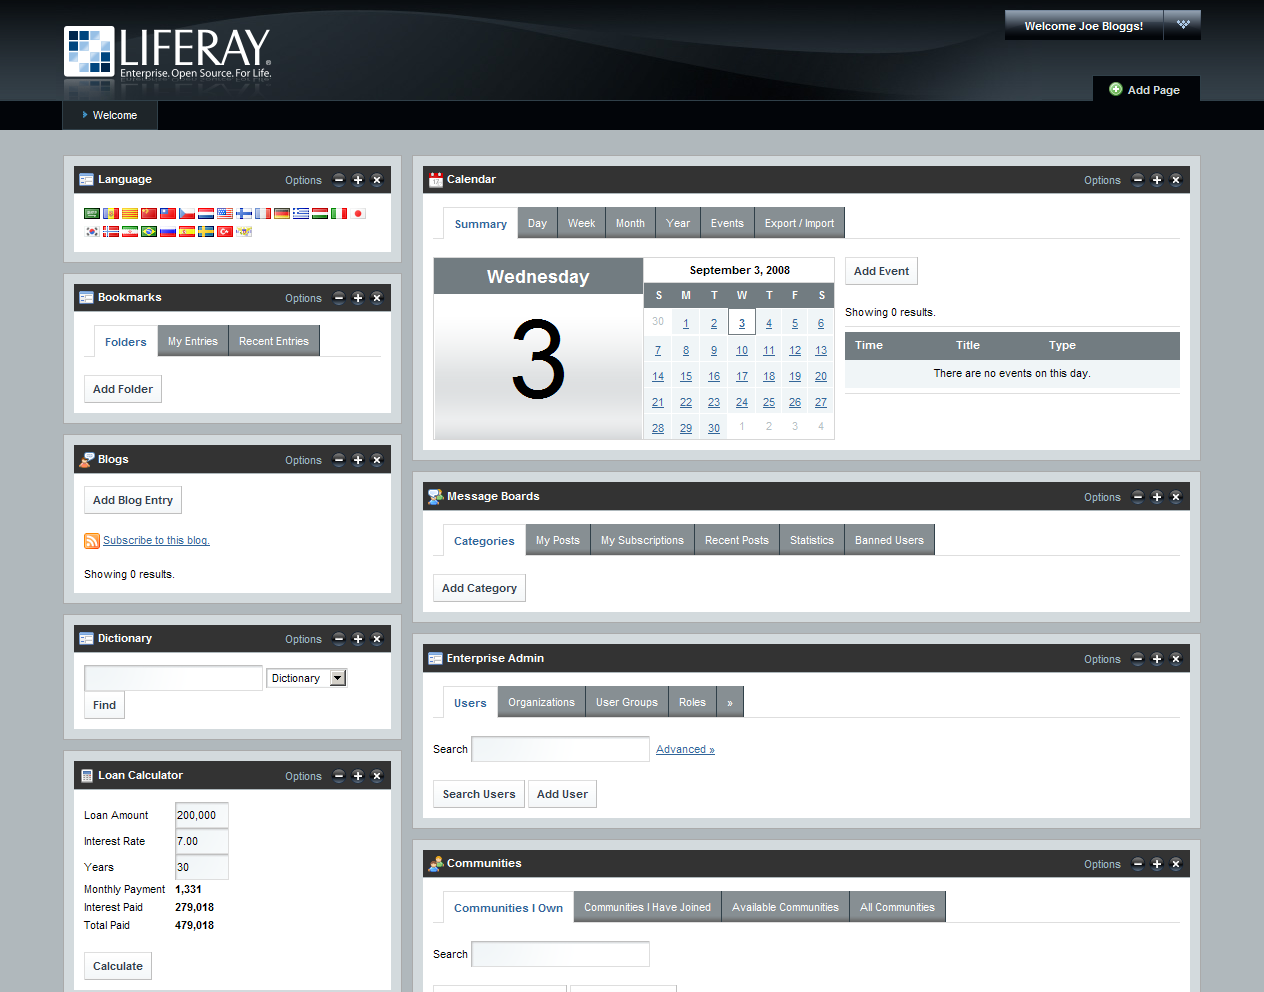 LIFERAY®
Enterprise. Open Source. For Life.
Welcome Joe Bloggs!
Add Page
Welcome
Language
Options
Bookmarks
Options
Folders My Entries Recent Entries
Add Folder
Blogs
Options
Add Blog Entry
Subscribe to this blog.
Showing 0 results.
Dictionary
Options
Dictionary
Find
Loan Calculator
Options
Loan Amount 200,000
Interest Rate 7.00
Years 30
Monthly Payment 1,331
Interest Paid 279,018
Total Paid 479,018
Calculate
Calendar
Options
Summary Day Week Month Year Events Export / Import
Wednesday
3
September 3, 2008
S M T W T F S
30 1 2 3 4 5 6
7 8 9 10 11 12 13
14 15 16 17 18 19 20
21 22 23 24 25 26 27
28 29 30 1 2 3 4
Add Event
Showing 0 results.
Time Title Type
There are no events on this day.
Message Boards
Options
Categories My Posts My Subscriptions Recent Posts Statistics Banned Users
Add Category
Enterprise Admin
Options
Users Organizations User Groups Roles »
Search
Advanced »
Search Users Add User
Communities
Options
Communities I Own Communities I Have Joined Available Communities All Communities
Search